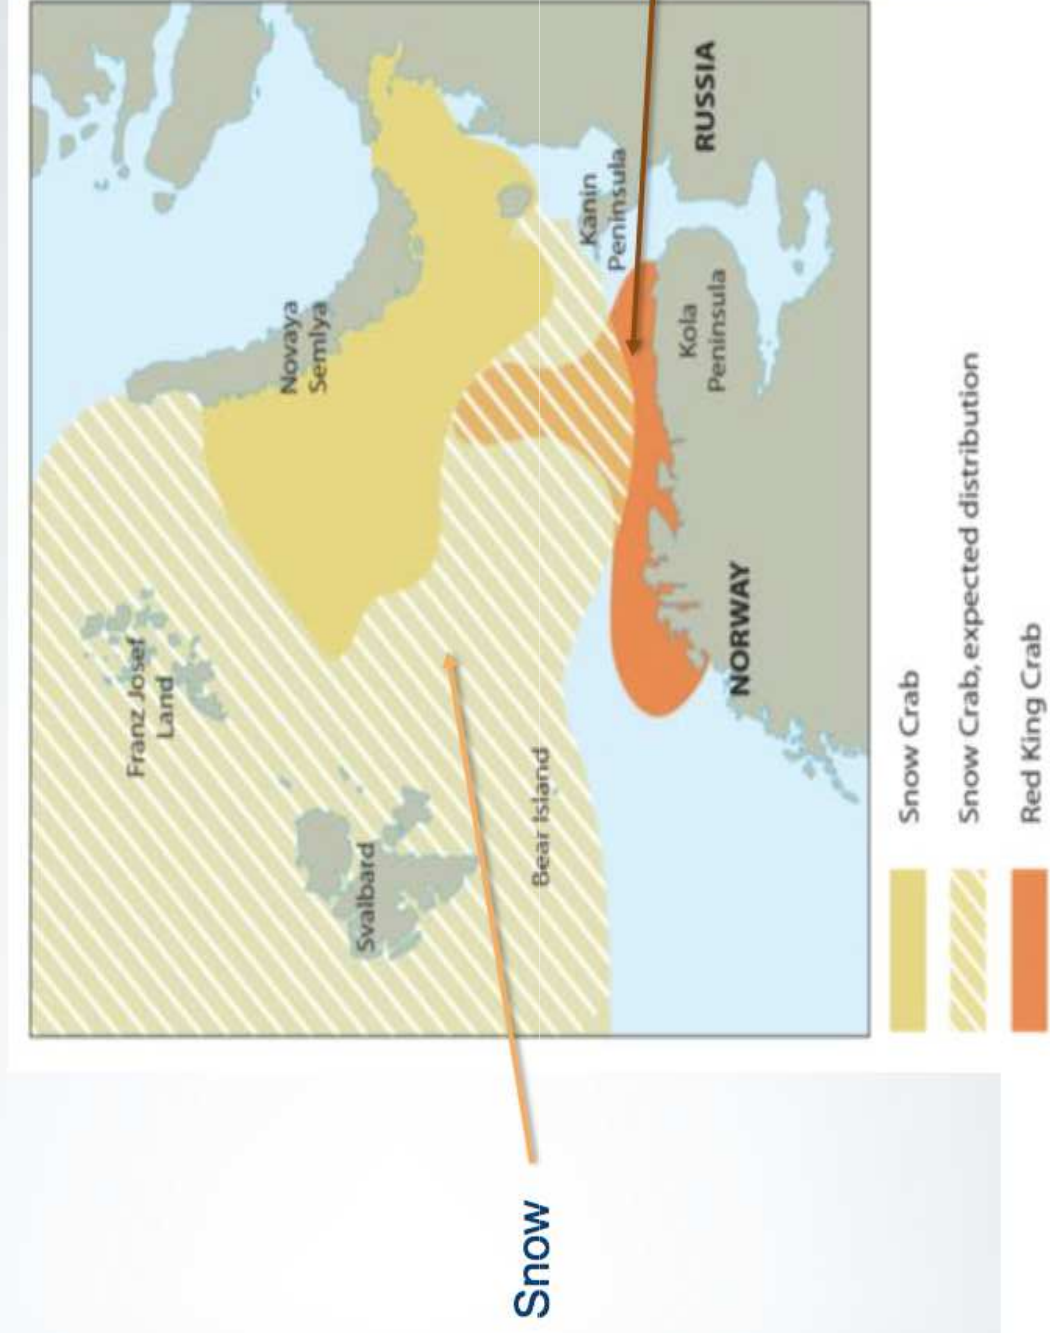 Snow
Franz Josef
Land
Novaya
Semlya
Svalbard
Bear Island
Kanin
Peninsula
Kola
Peninsula
RUSSIA
NORWAY
Snow Crab
Snow Crab, expected distribution
Red King Crab